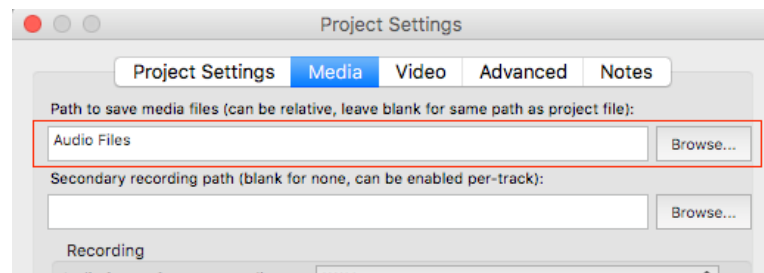 Project Settings
Project Settings Media Video Advanced Notes
Path to save media files (can be relative, leave blank for same path as project file):
Audio Files Browse...
Secondary recording path (blank for none, can be enabled per-track):
Browse...
Recording